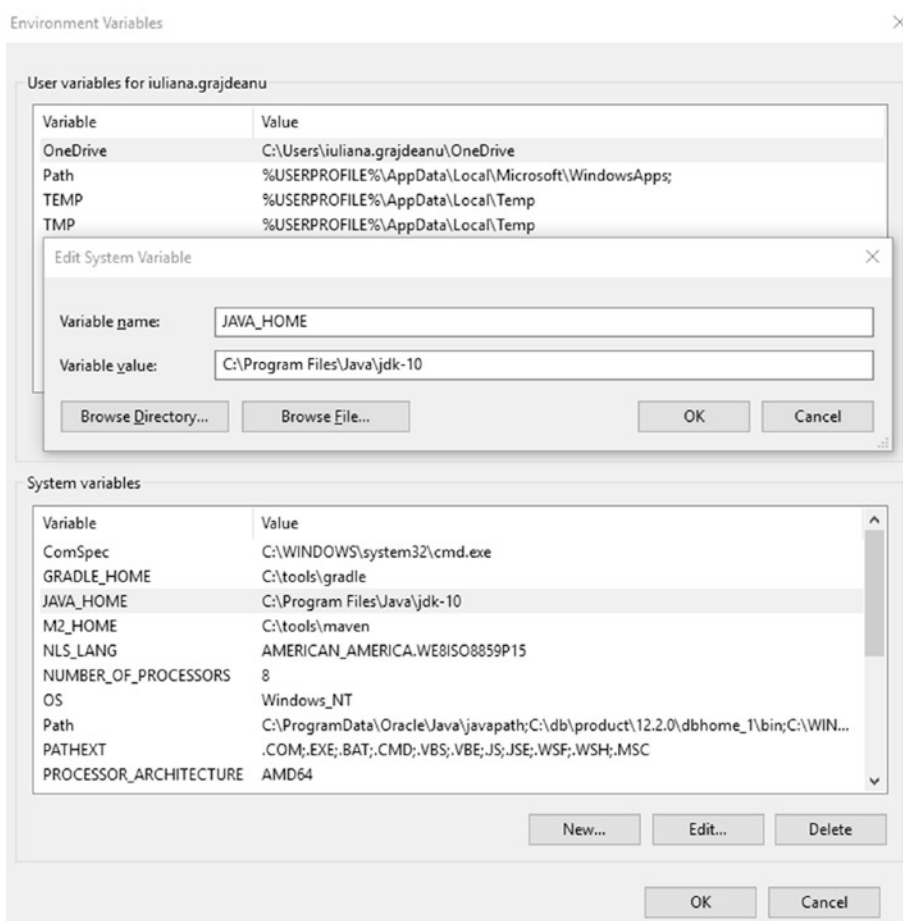 Environment Variables
User variables for iuliana.grajdeanu
Variable Value
OneDrive C:\Users\iuliana.grajdeanu\OneDrive
Path %USERPROFILE%\AppData\Local\Microsoft\WindowsApps;
TEMP %USERPROFILE%\AppData\Local\Temp
TMP %USERPROFILE%\AppData\Local\Temp
Edit System Variable
Variable name: JAVA_HOME
Variable value: C:\Program Files\Java\jdk-10
Browse Directory... Browse File... OK Cancel
System variables
Variable Value
ComSpec C:\WINDOWS\system32\cmd.exe
GRADLE_HOME C:\tools\gradle
JAVA_HOME C:\Program Files\Java\jdk-10
M2_HOME C:\tools\maven
NLS_LANG AMERICAN_AMERICA.WE8ISO8859P15
NUMBER_OF_PROCESSORS 8
OS Windows_NT
Path C:\ProgramData\Oracle\Java\javapath;C:\db\product\12.2.0\dbhome_1\bin;C:\WIN...
PATHEXT .COM;.EXE;.BAT;.CMD;.VBS;.VBE;.JS;.JSE;.WSF;.WSH;.MSC
PROCESSOR_ARCHITECTURE AMD64
New... Edit... Delete
OK Cancel